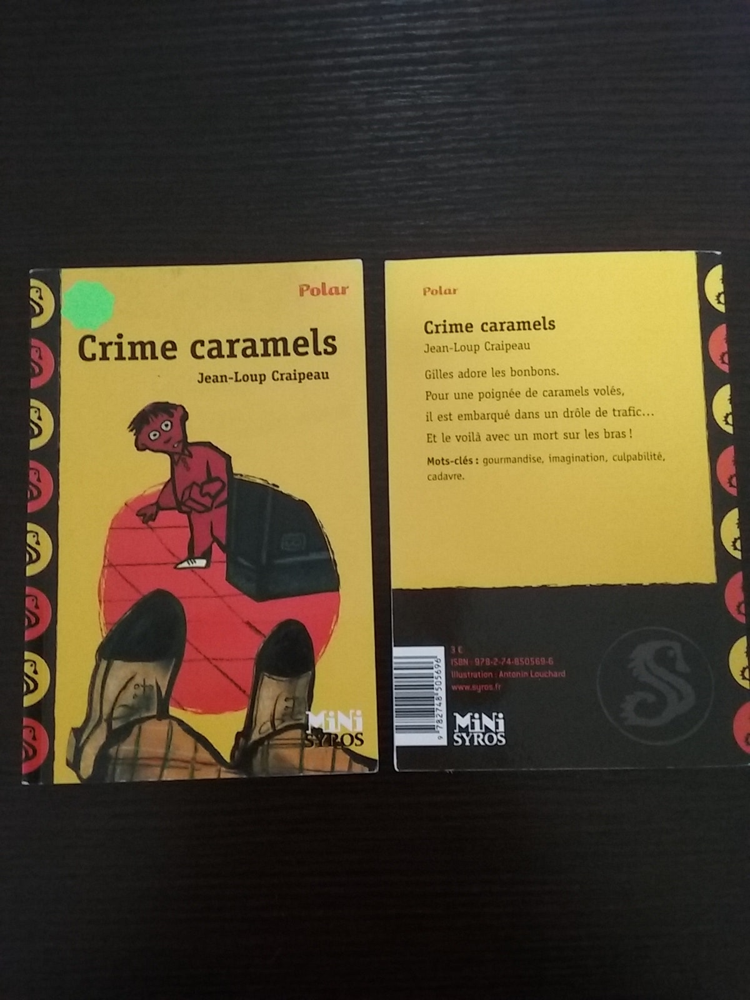 Polar
Crime caramels
Jean-Loup Craipeau
MiNi
SYROS
Polar
Crime caramels
Jean-Loup Craipeau
Gilles adore les bonbons.
Pour une poignée de caramels volés,
il est embarqué dans un drôle de trafic...
Et le voilà avec un mort sur les bras !
Mots-clés : gourmandise, imagination, culpabilité,
cadavre.
3 €
ISBN : 978-2-74-850569-6
Illustration : Antonin Louchard
www.syros.fr
9 782748 505696
MiNi
SYROS